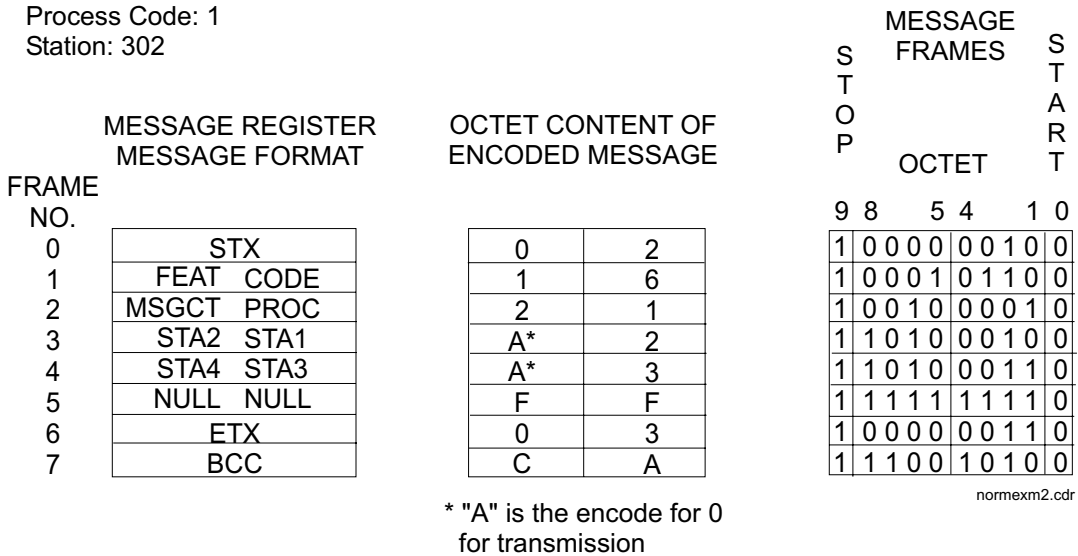 Process Code: 1
Station: 302
MESSAGE REGISTER
MESSAGE FORMAT
OCTET CONTENT OF
ENCODED MESSAGE
MESSAGE
FRAMES
STOP
START
OCTET
FRAME
NO.
9 8 5 4 1 0
0 STX 0 2 1 0 0 0 0 0 0 1 0 0
1 FEAT CODE 1 6 1 0 0 0 1 0 1 1 0 0
2 MSGCT PROC 2 1 1 0 0 1 0 0 0 0 1 0
3 STA2 STA1 A* 2 1 1 0 1 0 0 0 1 0 0
4 STA4 STA3 A* 3 1 1 0 1 0 0 0 1 1 0
5 NULL NULL F F 1 1 1 1 1 1 1 1 1 0
6 ETX 0 3 1 0 0 0 0 0 0 1 1 0
7 BCC C A 1 1 1 0 0 1 0 1 0 0
normexm2.cdr
* "A" is the encode for 0
for transmission